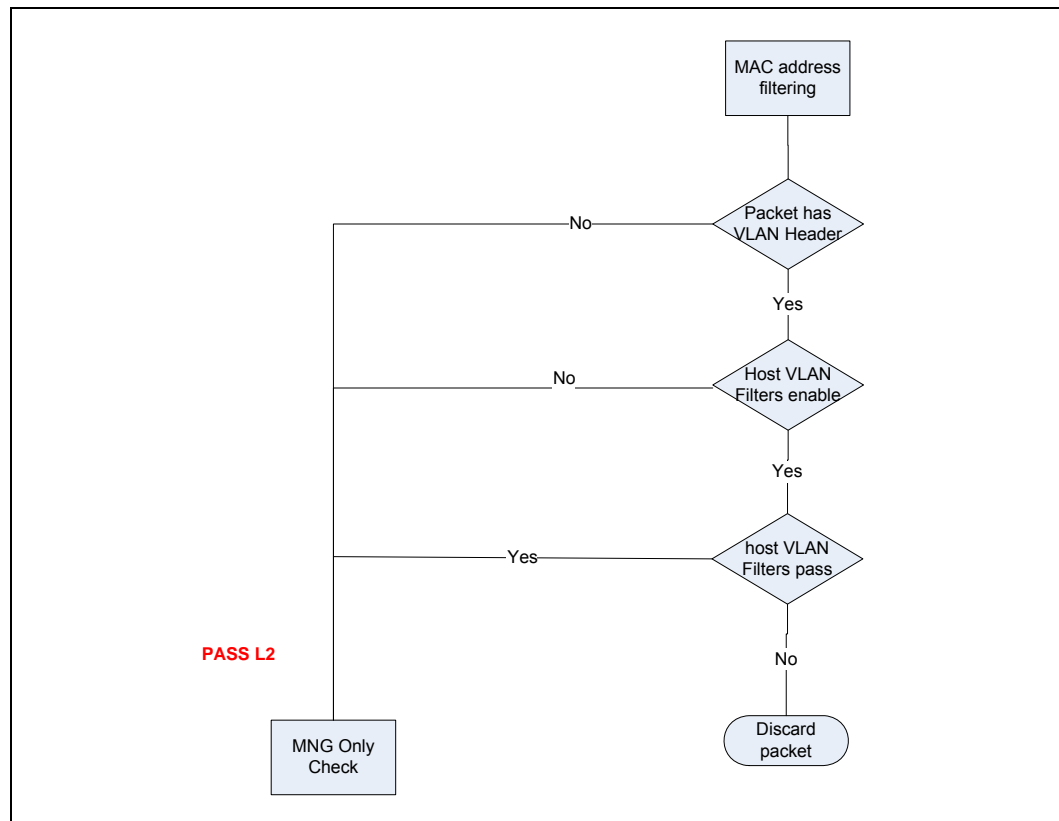 MAC address
filtering
Packet has
VLAN Header
No
Yes
Host VLAN
Filters enable
No
Yes
host VLAN
Filters pass
Yes
No
PASS L2
MNG Only
Check
Discard
packet